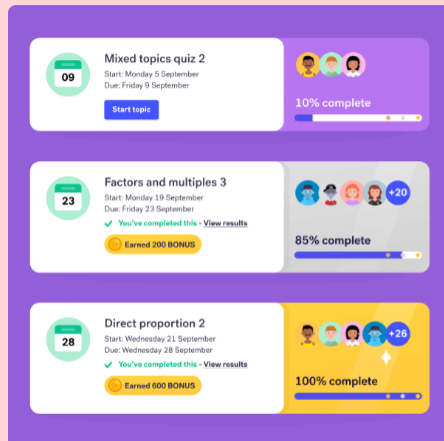 09
Mixed topics quiz 2
Start: Monday 5 September
Due: Friday 9 September
Start topic
10% complete
23
Factors and multiples 3
Start: Monday 19 September
Due: Friday 23 September
You've completed this - View results
Earned 200 BONUS
+20
85% complete
28
Direct proportion 2
Start: Wednesday 21 September
Due: Wednesday 28 September
You've completed this - View results
Earned 600 BONUS
+26
100% complete